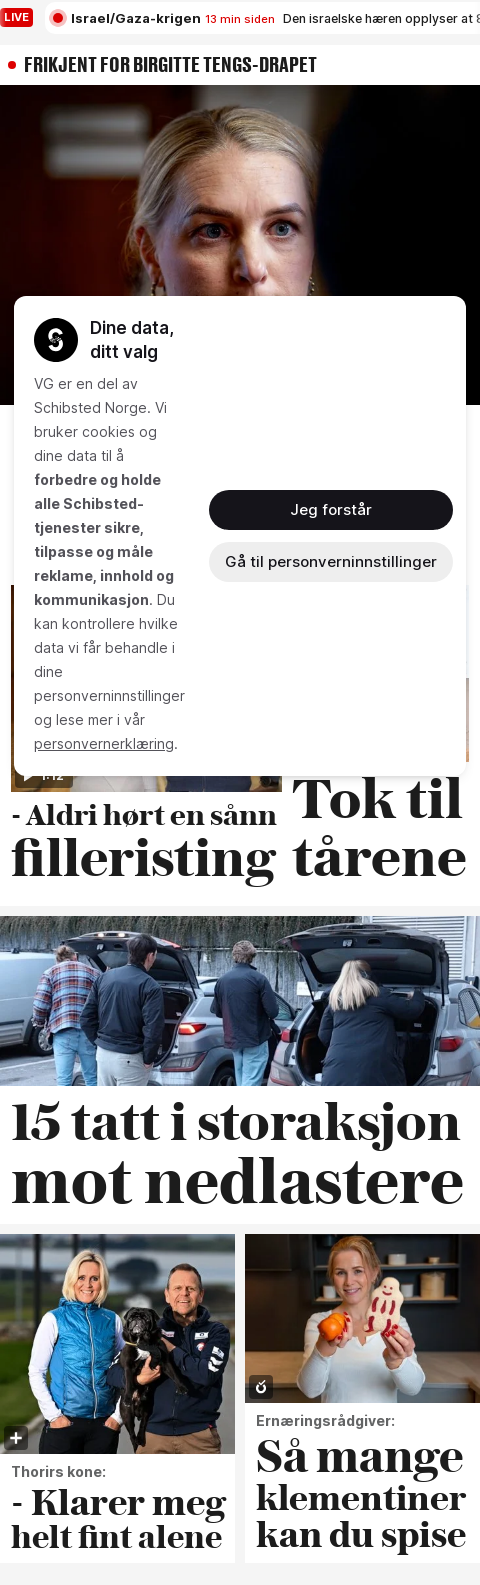 LIVE
Israel/Gaza-krigen 13 min siden Den israelske hæren opplyser at
FRIKJENT FOR BIRGITTE TENGS-DRAPET
Dine data,
ditt valg
VG er en del av
Schibsted Norge. Vi
bruker cookies og
dine data til å
forbedre og holde
alle Schibsted-
tjenester sikre,
tilpasse og måle
reklame, innhold og
kommunikasjon. Du
kan kontrollere hvilke
data vi får behandle i
dine
personverninnstillinger
og lese mer i vår
personvernerklæring.
Jeg forstår
Gå til personverninnstillinger
- Aldri hørt en sånn
filleristing
Tok til
tårene
15 tatt i storaksjon
mot nedlastere
Thorirs kone:
- Klarer meg
helt fint alene
Ernæringsrådgiver:
Så mange
klementiner
kan du spise